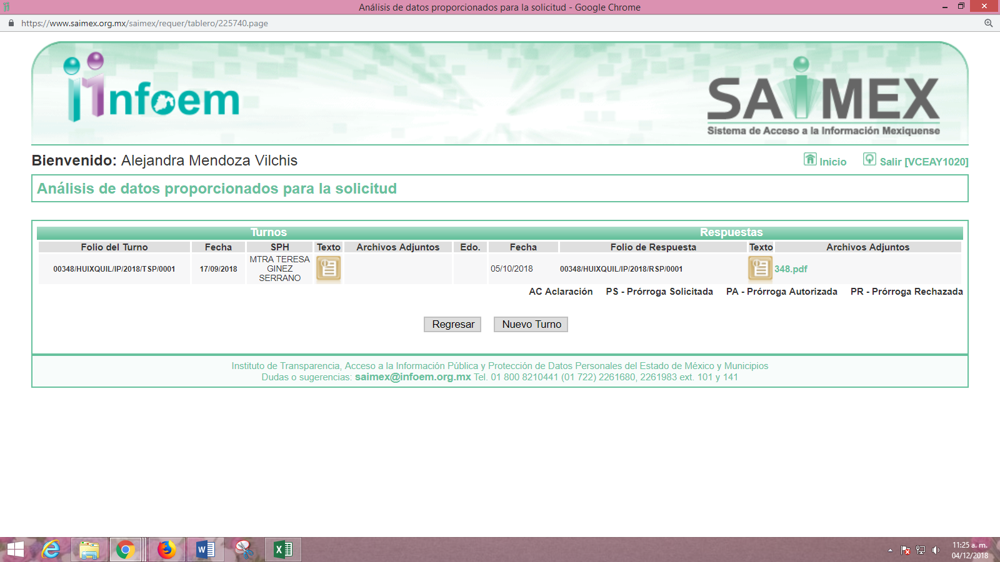 Análisis de datos proporcionados para la solicitud - Google Chrome
https://www.saimex.org.mx/saimex/requer/tablero/225740.page
infoem
SAIMEX
Sistema de Acceso a la Información Mexiquense
Bienvenido: Alejandra Mendoza Vilchis
Inicio Salir [VCEAY1020]
Análisis de datos proporcionados para la solicitud
Turnos Respuestas
Folio del Turno Fecha SPH Texto Archivos Adjuntos Edo. Fecha Folio de Respuesta Texto Archivos Adjuntos
00348/HUIXQUIL/IP/2018/TSP/0001 17/09/2018 MTRA TERESA GINEZ SERRANO 05/10/2018 00348/HUIXQUIL/IP/2018/RSP/0001 348.pdf
AC Aclaración PS - Prórroga Solicitada PA - Prórroga Autorizada PR - Prórroga Rechazada
Regresar Nuevo Turno
Instituto de Transparencia, Acceso a la Información Pública y Protección de Datos Personales del Estado de México y Municipios
Dudas o sugerencias: saimex@infoem.org.mx Tel. 01 800 8210441 (01 722) 2261680, 2261983 ext. 101 y 141
11:25 a. m.
04/12/2018